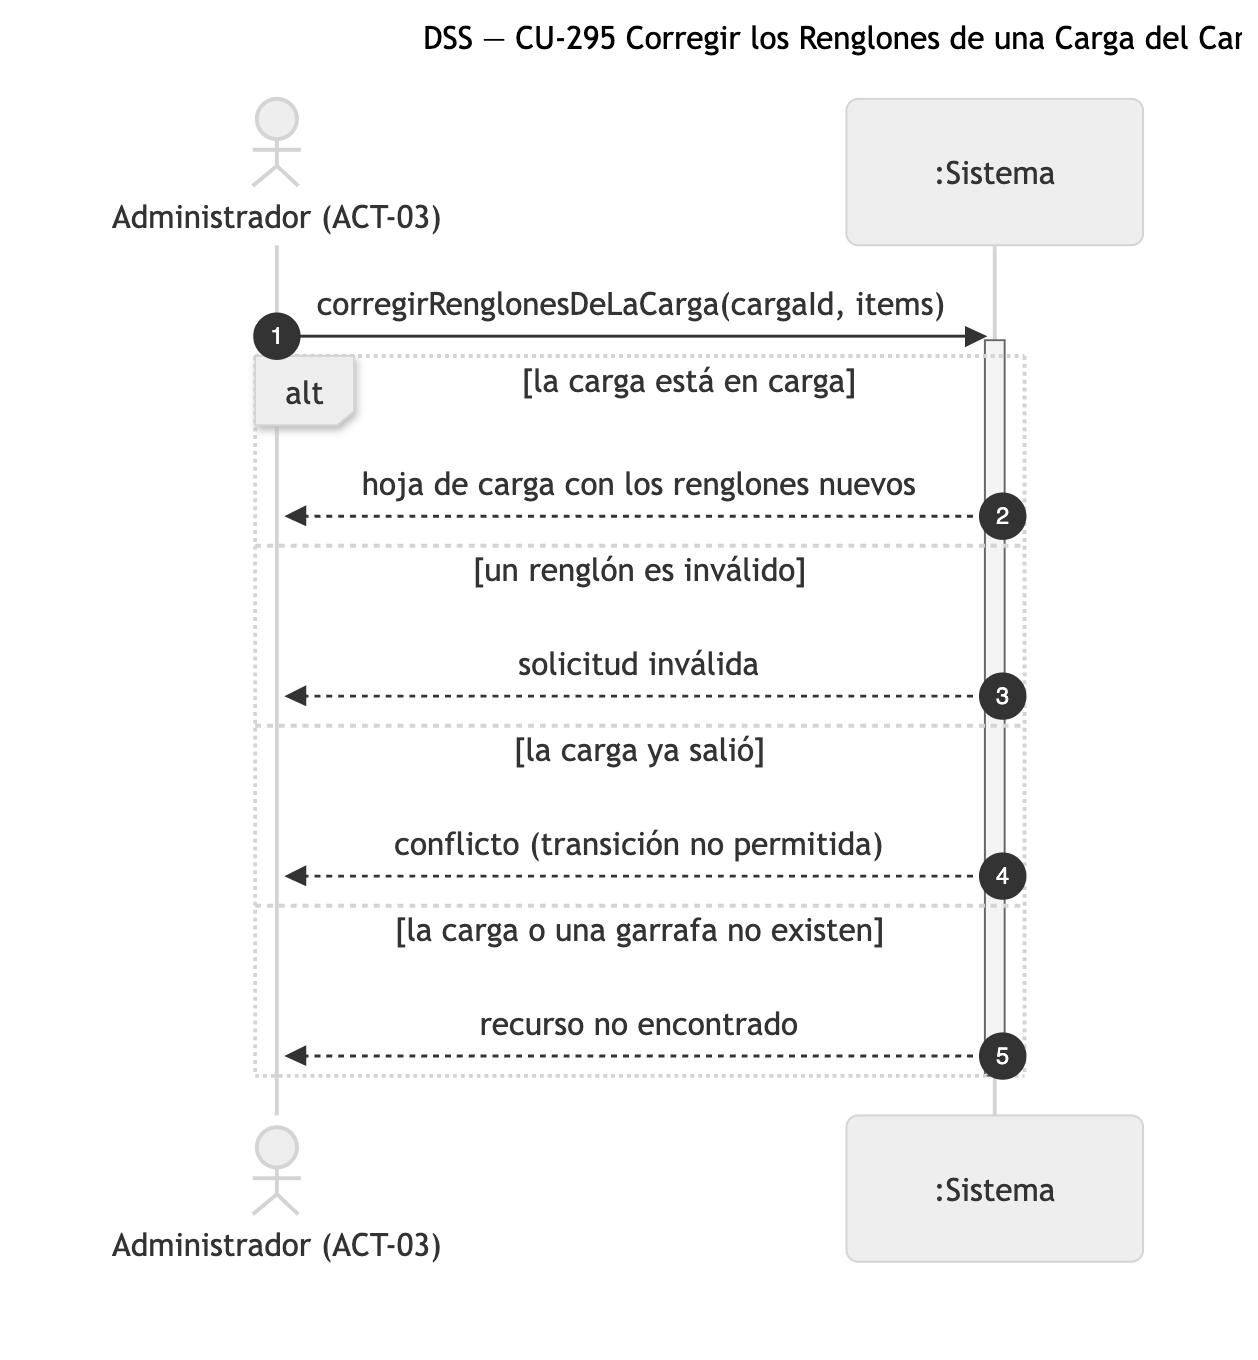 DSS — CU-295 Corregir los Renglones de una Carga del
Administrador (ACT-03)
:Sistema
corregirRenglonesDeLaCarga(cargaId, items)
1
alt
[la carga está en carga]
hoja de carga con los renglones nuevos
2
[un renglón es inválido]
solicitud inválida
3
[la carga ya salió]
conflicto (transición no permitida)
4
[la carga o una garrafa no existen]
recurso no encontrado
5
Administrador (ACT-03)
:Sistema